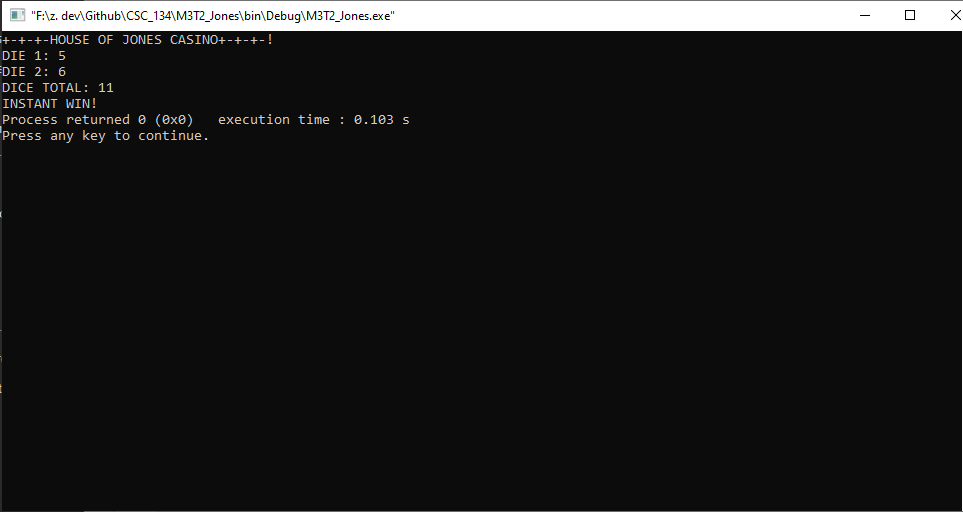 "F:\z. dev\Github\CSC_134\M3T2_Jones\bin\Debug\M3T2_Jones.exe"
+-+-+-HOUSE OF JONES CASINO+-+-+-!
DIE 1: 5
DIE 2: 6
DICE TOTAL: 11
INSTANT WIN!
Process returned 0 (0x0)   execution time : 0.103 s
Press any key to continue.